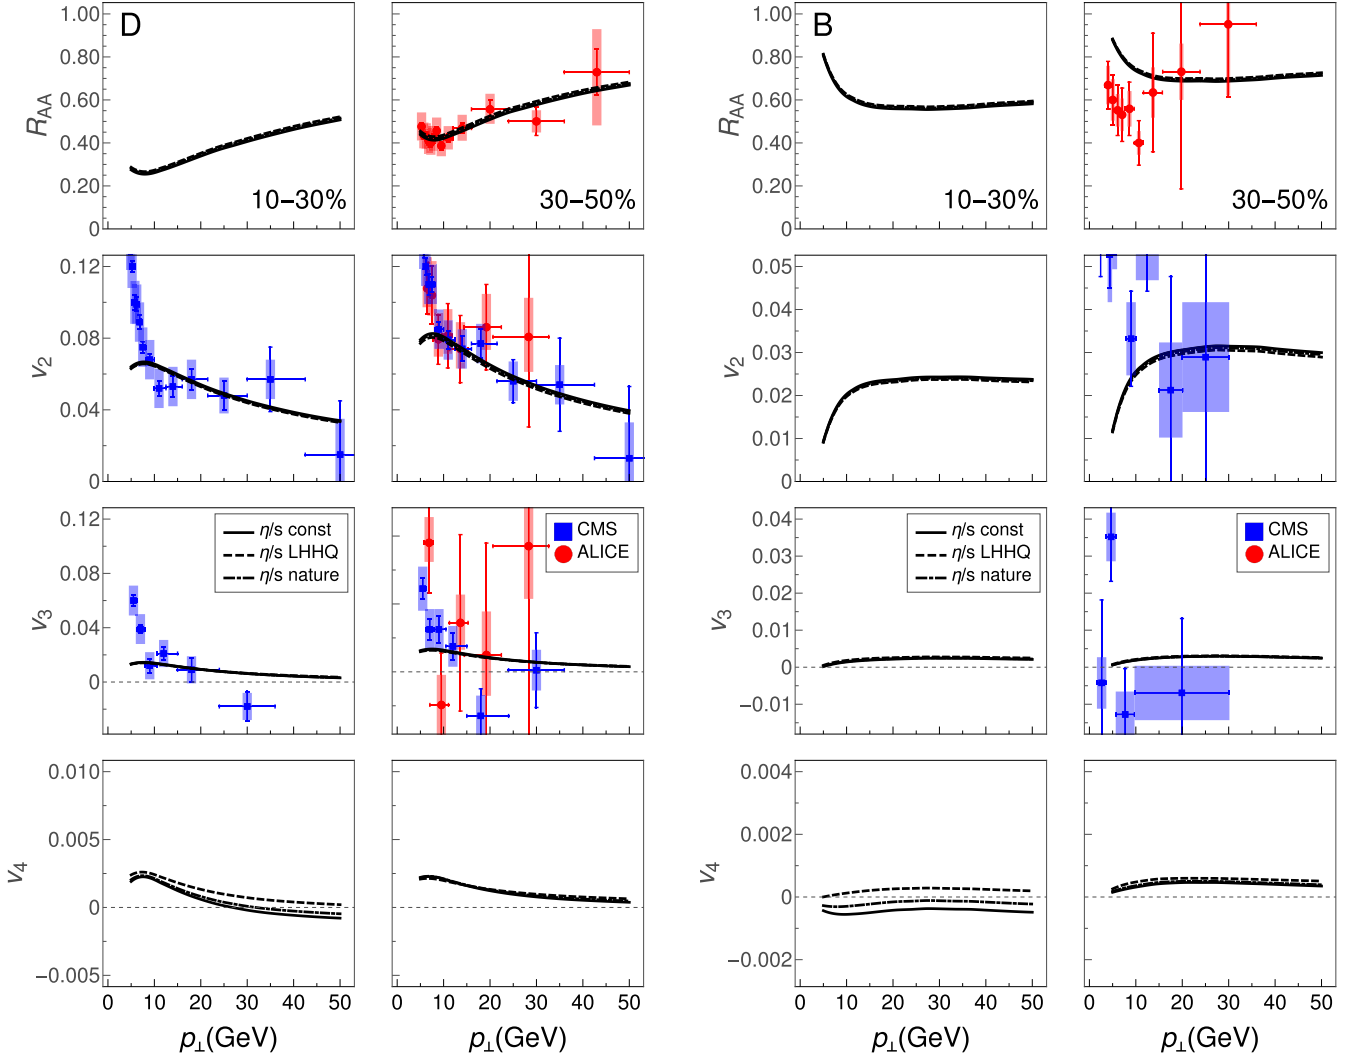 D
B
R_AA
1.00
0.80
0.60
0.40
0.20
0
10–30%
30–50%
R_AA
1.00
0.80
0.60
0.40
0.20
0
10–30%
30–50%
v_2
0.12
0.08
0.04
0
v_2
0.05
0.04
0.03
0.02
0.01
0
v_3
0.12
0.08
0.04
0
η/s const
η/s LHHQ
η/s nature
CMS
ALICE
v_3
0.04
0.03
0.02
0.01
0
−0.01
η/s const
η/s LHHQ
η/s nature
CMS
ALICE
v_4
0.010
0.005
0
−0.005
v_4
0.004
0.002
0
−0.002
0 10 20 30 40 50
0 10 20 30 40 50
0 10 20 30 40 50
0 10 20 30 40 50
p_⊥(GeV)
p_⊥(GeV)
p_⊥(GeV)
p_⊥(GeV)